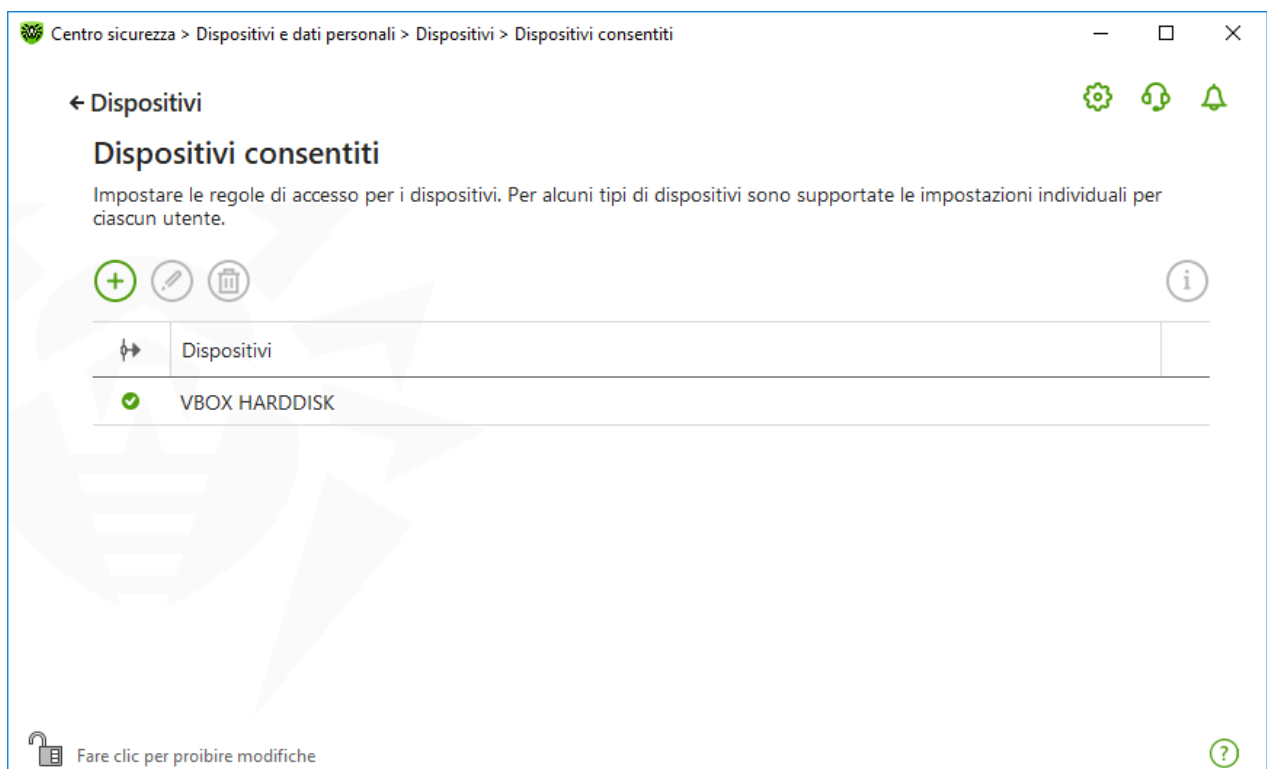 Centro sicurezza > Dispositivi e dati personali > Dispositivi > Dispositivi consentiti
Dispositivi
Dispositivi consentiti
Impostare le regole di accesso per i dispositivi. Per alcuni tipi di dispositivi sono supportate le impostazioni individuali per
ciascun utente.
Dispositivi
VBOX HARDDISK
Fare clic per proibire modifiche